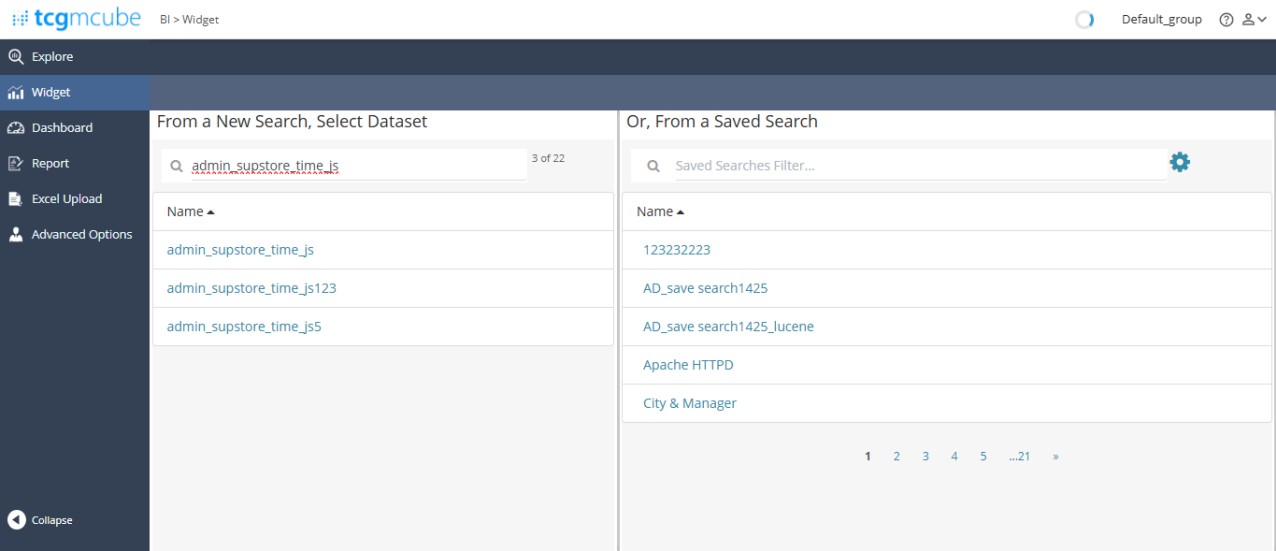 tcgmcube
BI > Widget
Default_group
Explore
Widget
Dashboard
Report
Excel Upload
Advanced Options
Collapse
From a New Search, Select Dataset
admin_supstore_time_js
3 of 22
Name
admin_supstore_time_js
admin_supstore_time_js123
admin_supstore_time_js5
Or, From a Saved Search
Saved Searches Filter...
Name
123232223
AD_save search1425
AD_save search1425_lucene
Apache HTTPD
City & Manager
1 2 3 4 5 ...21 »